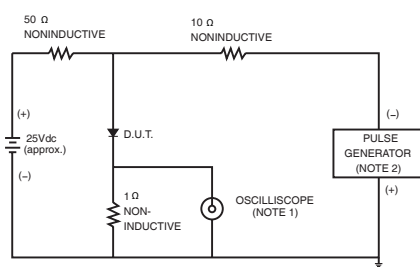 50 Ω
NONINDUCTIVE
10 Ω
NONINDUCTIVE
(+)
25Vdc
(approx.)
(−)
D.U.T.
1 Ω
NON-
INDUCTIVE
OSCILLISCOPE
(NOTE 1)
(−)
PULSE
GENERATOR
(NOTE 2)
(+)